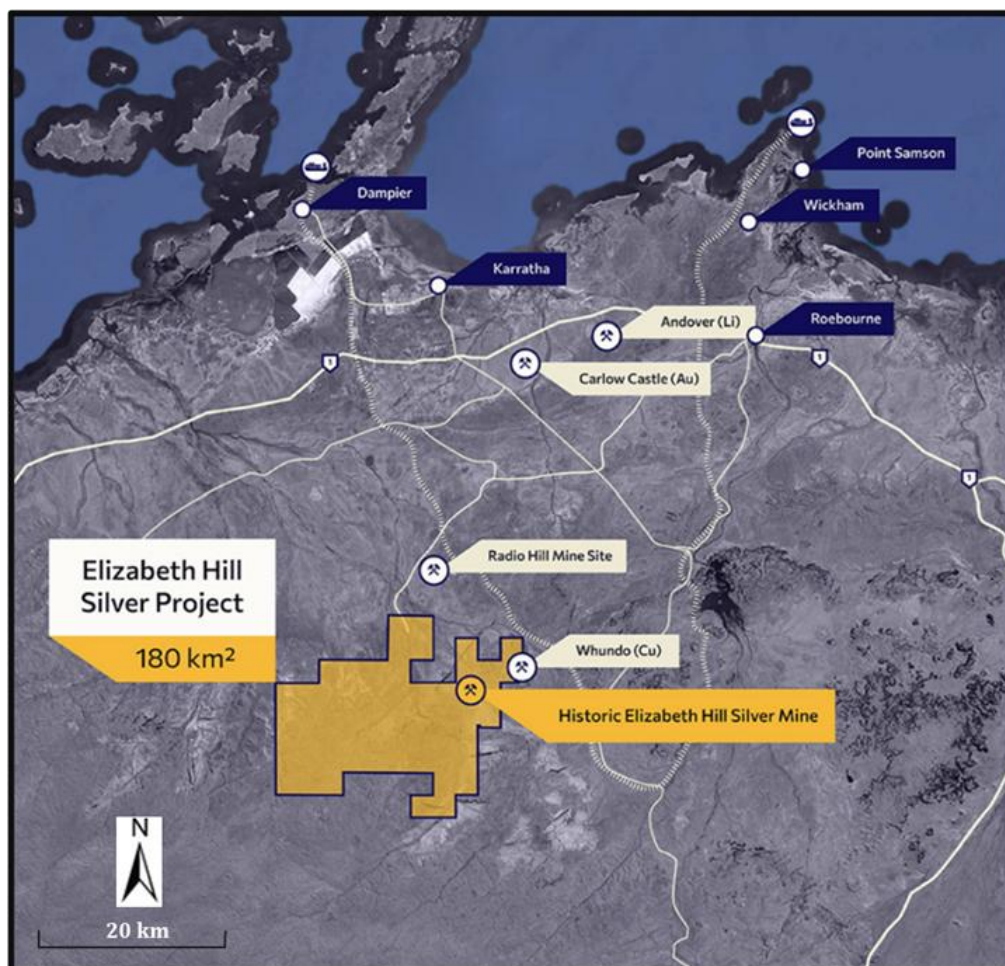 Point Samson
Dampier
Wickham
Karratha
Andover (Li)
Roebourne
1
1
Carlow Castle (Au)
1
Radio Hill Mine Site
Elizabeth Hill
Silver Project
180 km²
Whundo (Cu)
Historic Elizabeth Hill Silver Mine
N
20 km